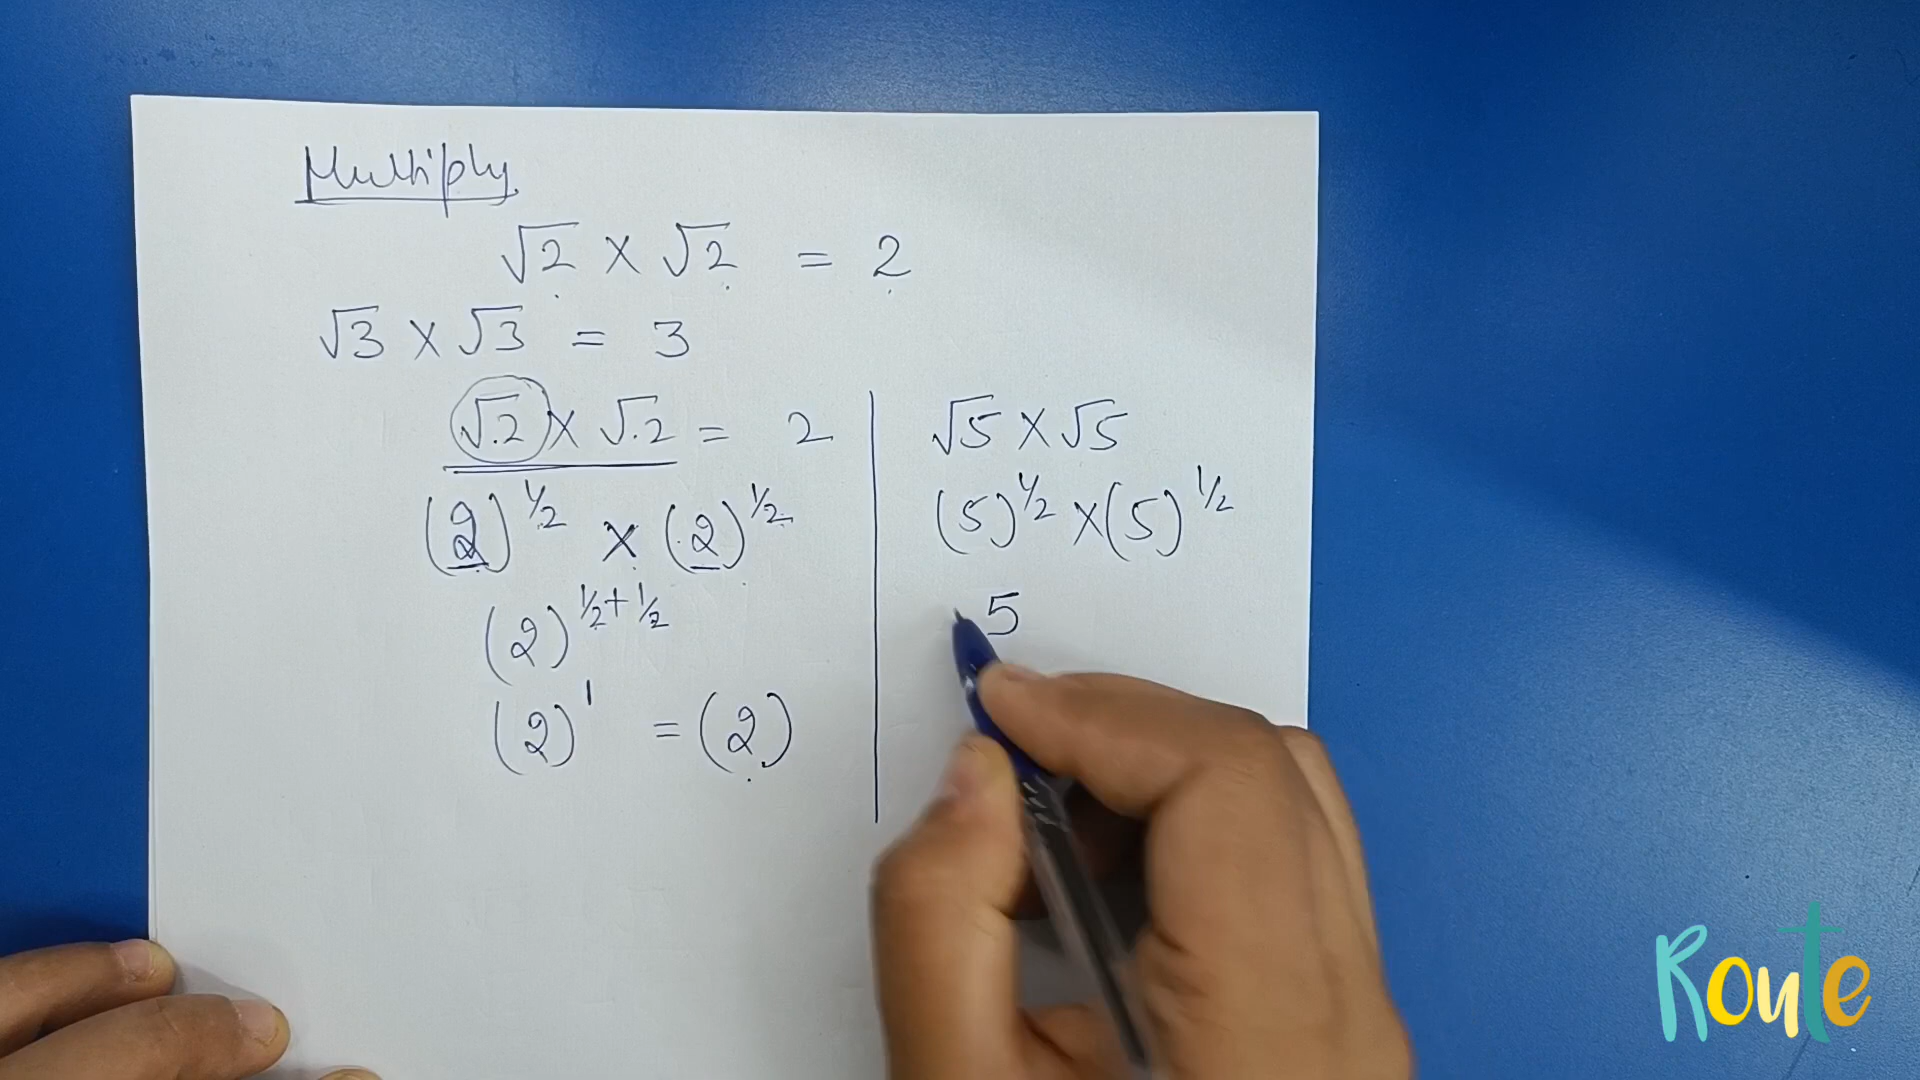 Multiply
√2 × √2 = 2
√3 × √3 = 3
√2 × √2 = 2
(2)^1/2 × (2)^1/2
(2)^1/2+1/2
(2)^1 = (2)
√5 × √5
(5)^1/2 × (5)^1/2
5
Route